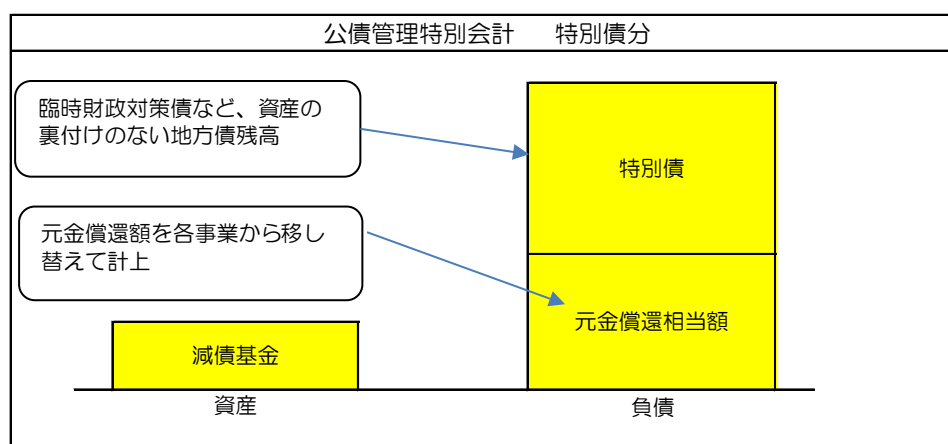 公債管理特別会計　　特別債分
臨時財政対策債など、資産の
裏付けのない地方債残高
特別債
元金償還額を各事業から移し
替えて計上
元金償還相当額
減債基金
資産
負債